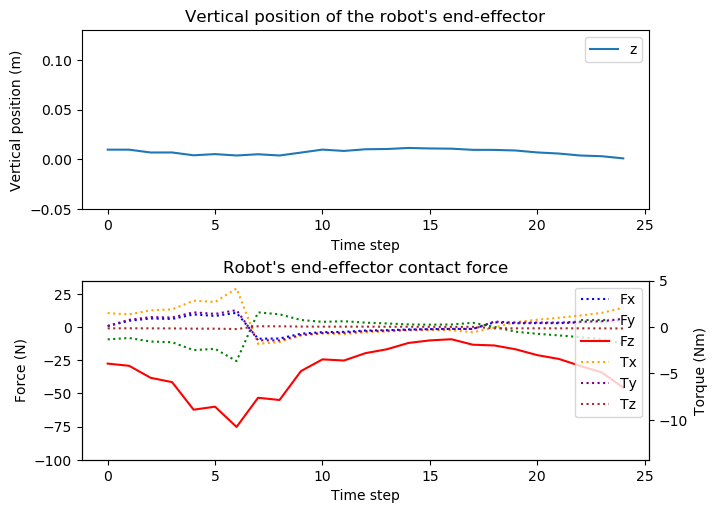 Vertical position of the robot's end-effector
Vertical position (m)
0.10
0.05
0.00
−0.05
z
0 5 10 15 20 25
Time step
Robot's end-effector contact force
Force (N)
25
0
−25
−50
−75
−100
Fx
Fy
Fz
Tx
Ty
Tz
5
0
−5
−10
Torque (Nm)
0 5 10 15 20 25
Time step